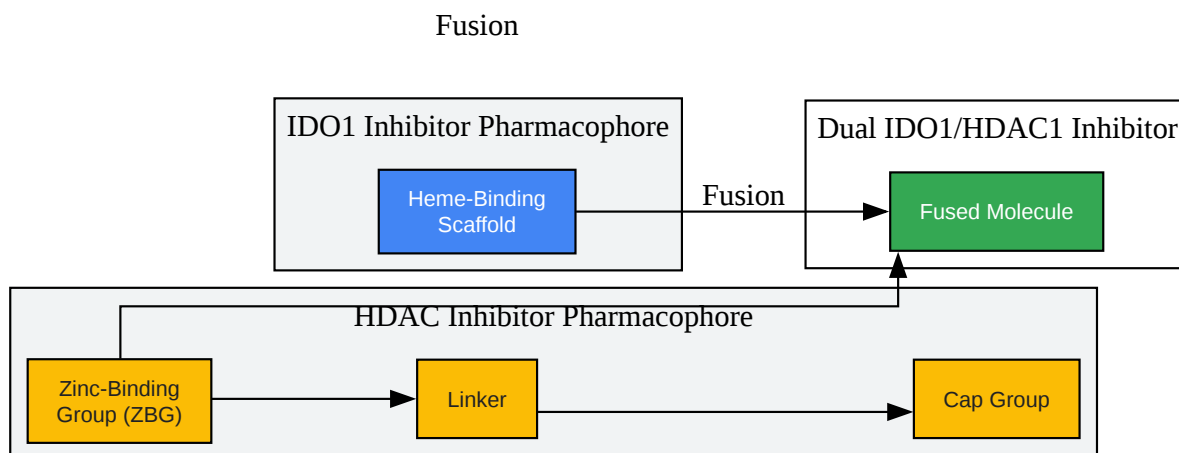 Fusion
IDO1 Inhibitor Pharmacophore
Dual IDO1/HDAC1 Inhibitor
Heme-Binding
Scaffold
Fusion
Fused Molecule
HDAC Inhibitor Pharmacophore
Zinc-Binding
Group (ZBG)
Linker
Cap Group